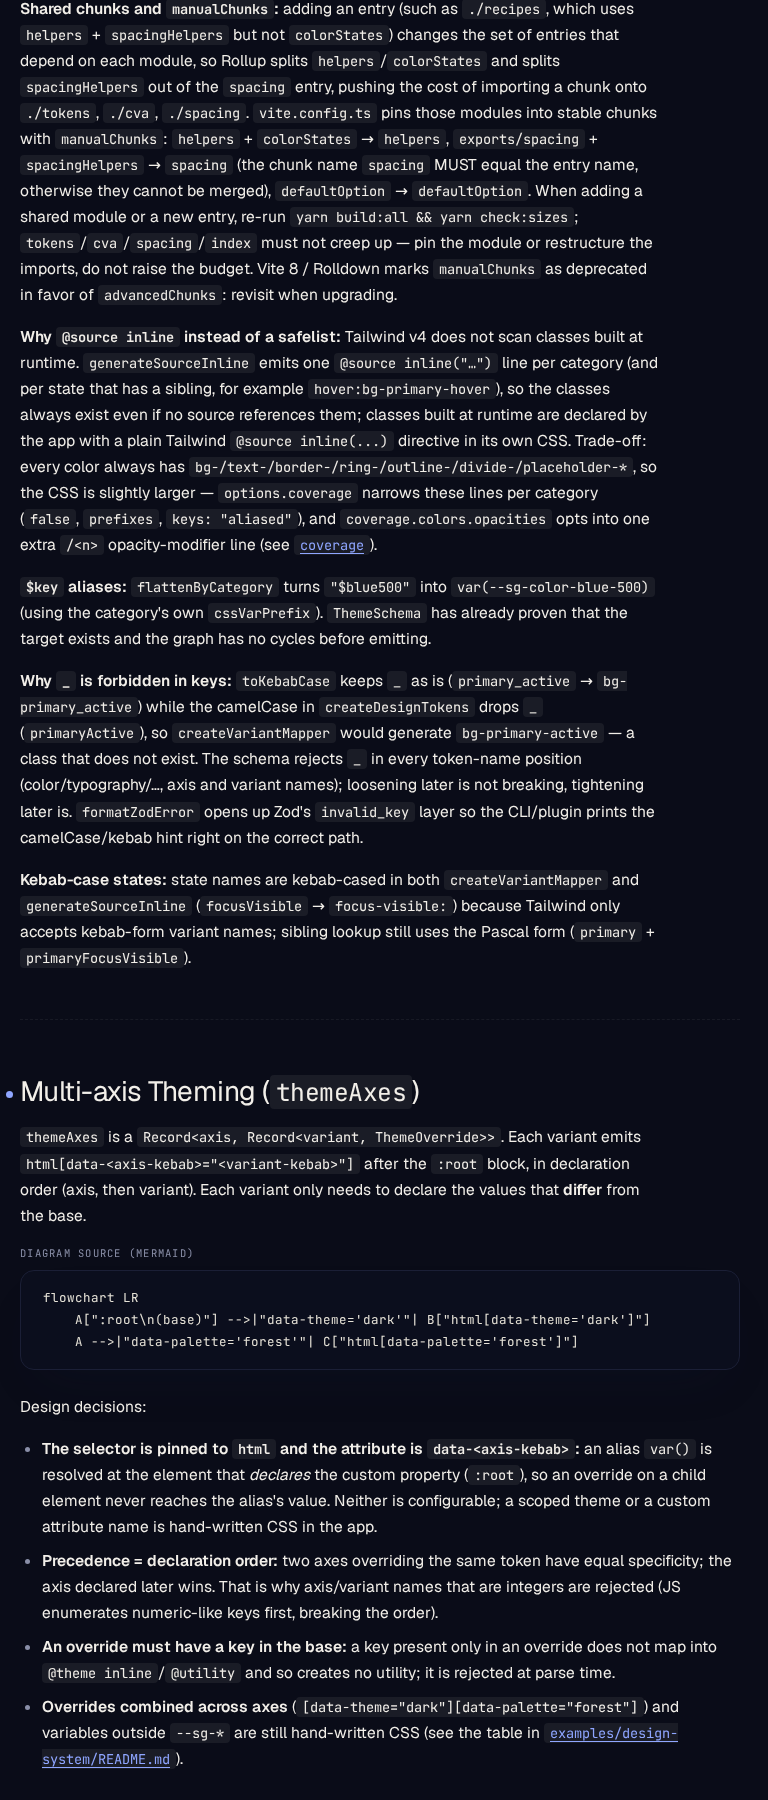 Shared chunks and manualChunks: adding an entry (such as ./recipes, which uses
helpers + spacingHelpers but not colorStates) changes the set of entries that
depend on each module, so Rollup splits helpers/colorStates and splits
spacingHelpers out of the spacing entry, pushing the cost of importing a chunk onto
./tokens, ./cva, ./spacing. vite.config.ts pins those modules into stable chunks
with manualChunks: helpers + colorStates → helpers, exports/spacing +
spacingHelpers → spacing (the chunk name spacing MUST equal the entry name,
otherwise they cannot be merged), defaultOption → defaultOption. When adding a
shared module or a new entry, re-run yarn build:all && yarn check:sizes;
tokens/cva/spacing/index must not creep up — pin the module or restructure the
imports, do not raise the budget. Vite 8 / Rolldown marks manualChunks as deprecated
in favor of advancedChunks: revisit when upgrading.
Why @source inline instead of a safelist: Tailwind v4 does not scan classes built at
runtime. generateSourceInline emits one @source inline("…") line per category (and
per state that has a sibling, for example hover:bg-primary-hover), so the classes
always exist even if no source references them; classes built at runtime are declared by
the app with a plain Tailwind @source inline(...) directive in its own CSS. Trade-off:
every color always has bg-/text-/border-/ring-/outline-/divide-/placeholder-*, so
the CSS is slightly larger — options.coverage narrows these lines per category
(false, prefixes, keys: "aliased"), and coverage.colors.opacities opts into one
extra /<n> opacity-modifier line (see coverage).
$key aliases: flattenByCategory turns "$blue500" into var(--sg-color-blue-500)
(using the category's own cssVarPrefix). ThemeSchema has already proven that the
target exists and the graph has no cycles before emitting.
Why _ is forbidden in keys: toKebabCase keeps _ as is (primary_active → bg-
primary_active) while the camelCase in createDesignTokens drops _
(primaryActive), so createVariantMapper would generate bg-primary-active — a
class that does not exist. The schema rejects _ in every token-name position
(color/typography/…, axis and variant names); loosening later is not breaking, tightening
later is. formatZodError opens up Zod's invalid_key layer so the CLI/plugin prints the
camelCase/kebab hint right on the correct path.
Kebab-case states: state names are kebab-cased in both createVariantMapper and
generateSourceInline (focusVisible → focus-visible:) because Tailwind only
accepts kebab-form variant names; sibling lookup still uses the Pascal form (primary +
primaryFocusVisible).
Multi-axis Theming (themeAxes)
themeAxes is a Record<axis, Record<variant, ThemeOverride>>. Each variant emits
html[data-<axis-kebab>="<variant-kebab>"] after the :root block, in declaration
order (axis, then variant). Each variant only needs to declare the values that differ from
the base.
DIAGRAM SOURCE (MERMAID)
flowchart LR
A[":root\n(base)"] -->|"data-theme='dark'"| B["html[data-theme='dark']"]
A -->|"data-palette='forest'"| C["html[data-palette='forest']"]
Design decisions:
• The selector is pinned to html and the attribute is data-<axis-kebab>: an alias var() is
resolved at the element that declares the custom property (:root), so an override on a child
element never reaches the alias's value. Neither is configurable; a scoped theme or a custom
attribute name is hand-written CSS in the app.
• Precedence = declaration order: two axes overriding the same token have equal specificity; the
axis declared later wins. That is why axis/variant names that are integers are rejected (JS
enumerates numeric-like keys first, breaking the order).
• An override must have a key in the base: a key present only in an override does not map into
@theme inline/@utility and so creates no utility; it is rejected at parse time.
• Overrides combined across axes ([data-theme="dark"][data-palette="forest"]) and
variables outside --sg-* are still hand-written CSS (see the table in examples/design-
system/README.md).